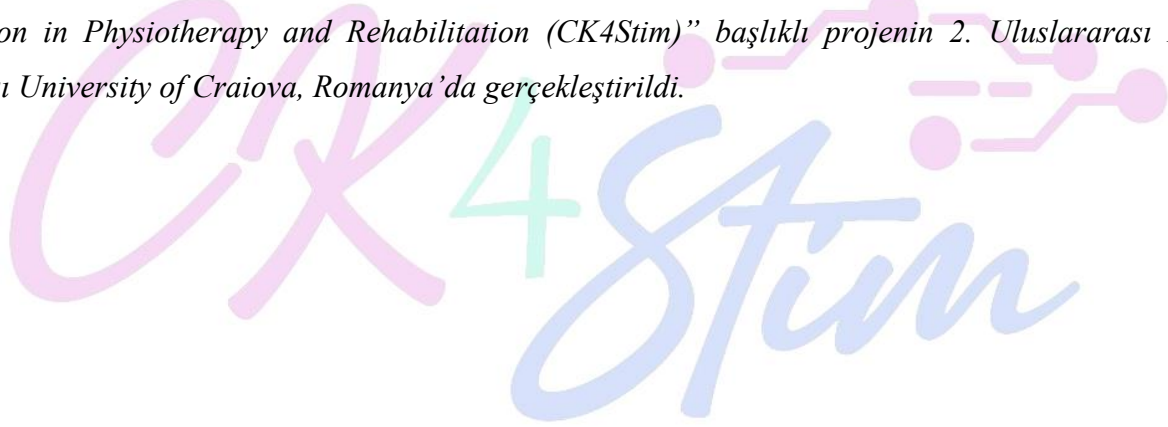 on in Physiotherapy and Rehabilitation (CK4Stim)” başlıklı projenin 2. Uluslararası
University of Craiova, Romanya’da gerçekleştirildi.
CK4Stim